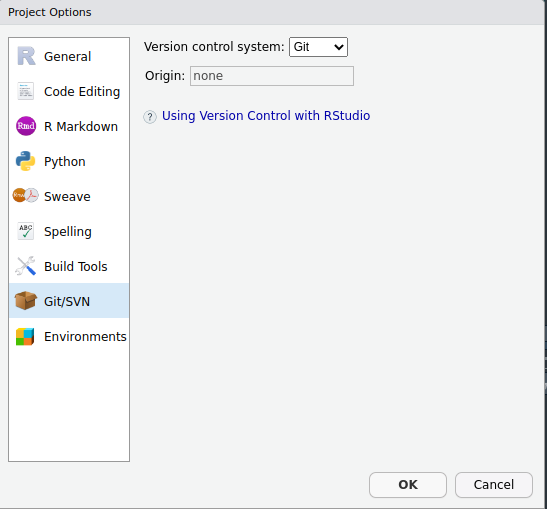 Project Options
General
Code Editing
Rmd
R Markdown
Python
Sweave
ABC
Spelling
Build Tools
Git/SVN
Environments
Version control system: Git
Origin: none
? Using Version Control with RStudio
OK
Cancel